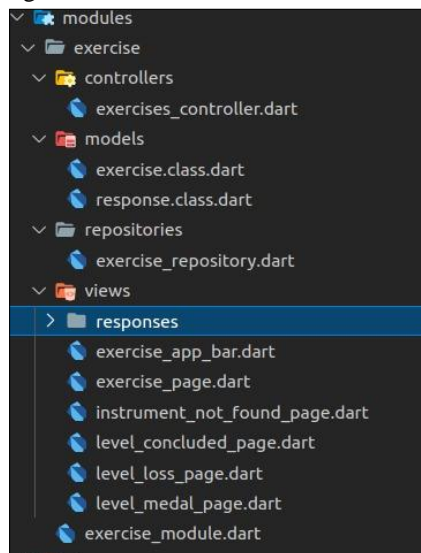 modules
exercise
controllers
exercises_controller.dart
models
exercise.class.dart
response.class.dart
repositories
exercise_repository.dart
views
responses
exercise_app_bar.dart
exercise_page.dart
instrument_not_found_page.dart
level_concluded_page.dart
level_loss_page.dart
level_medal_page.dart
exercise_module.dart